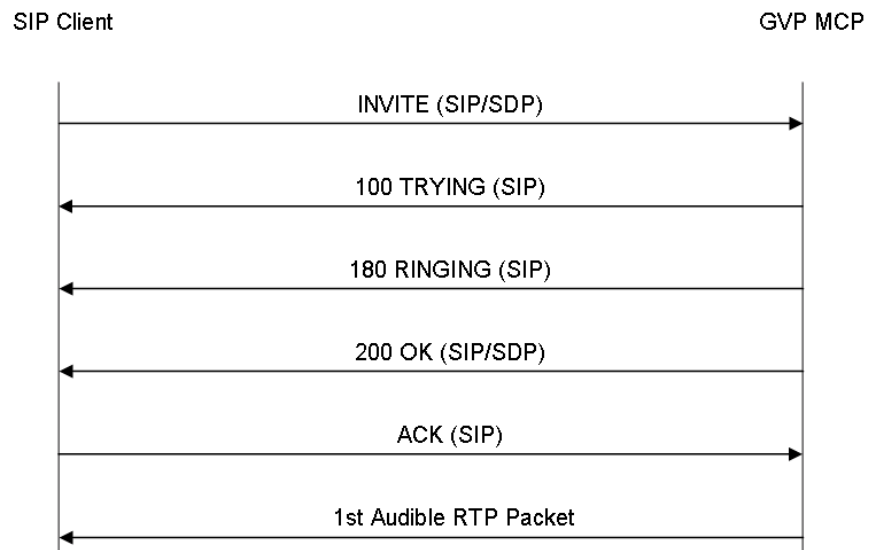 SIP Client
GVP MCP
INVITE (SIP/SDP)
100 TRYING (SIP)
180 RINGING (SIP)
200 OK (SIP/SDP)
ACK (SIP)
1st Audible RTP Packet